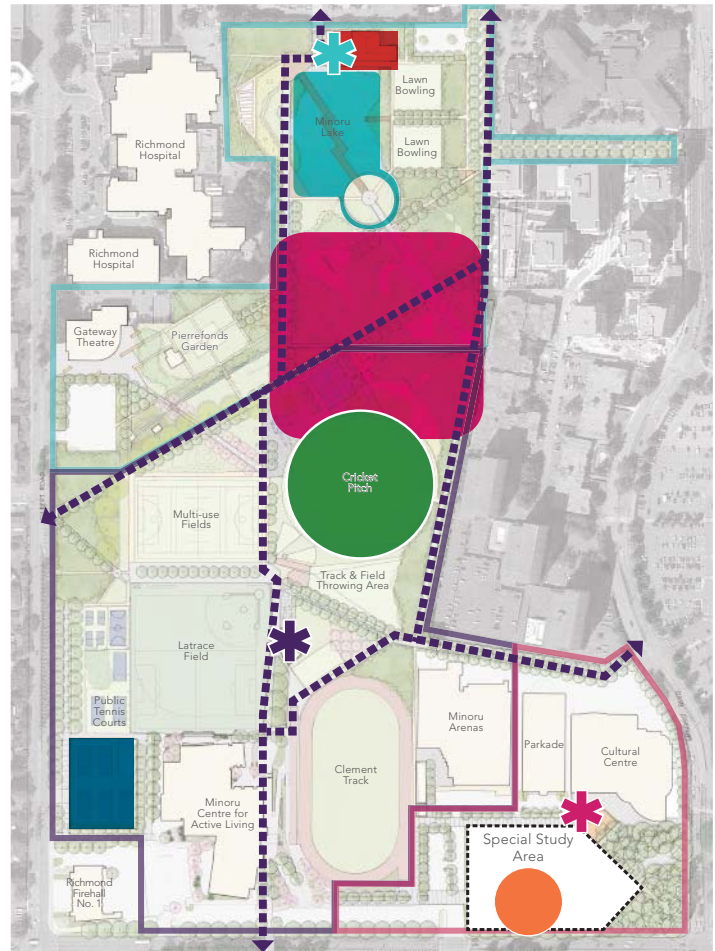 Lawn
Bowling
Minoru
Lake
Richmond
Hospital
Lawn
Bowling
Richmond
Hospital
Gateway
Theatre
Pierrefonds
Garden
Cricket
Pitch
Multi-use
Fields
Track & Field
Throwing Area
Latrace
Field
Public
Tennis
Courts
Minoru
Arenas
Parkade
Cultural
Centre
Clement
Track
Minoru
Centre for
Active Living
Special Study
Area
Richmond
Firehall
No. 1